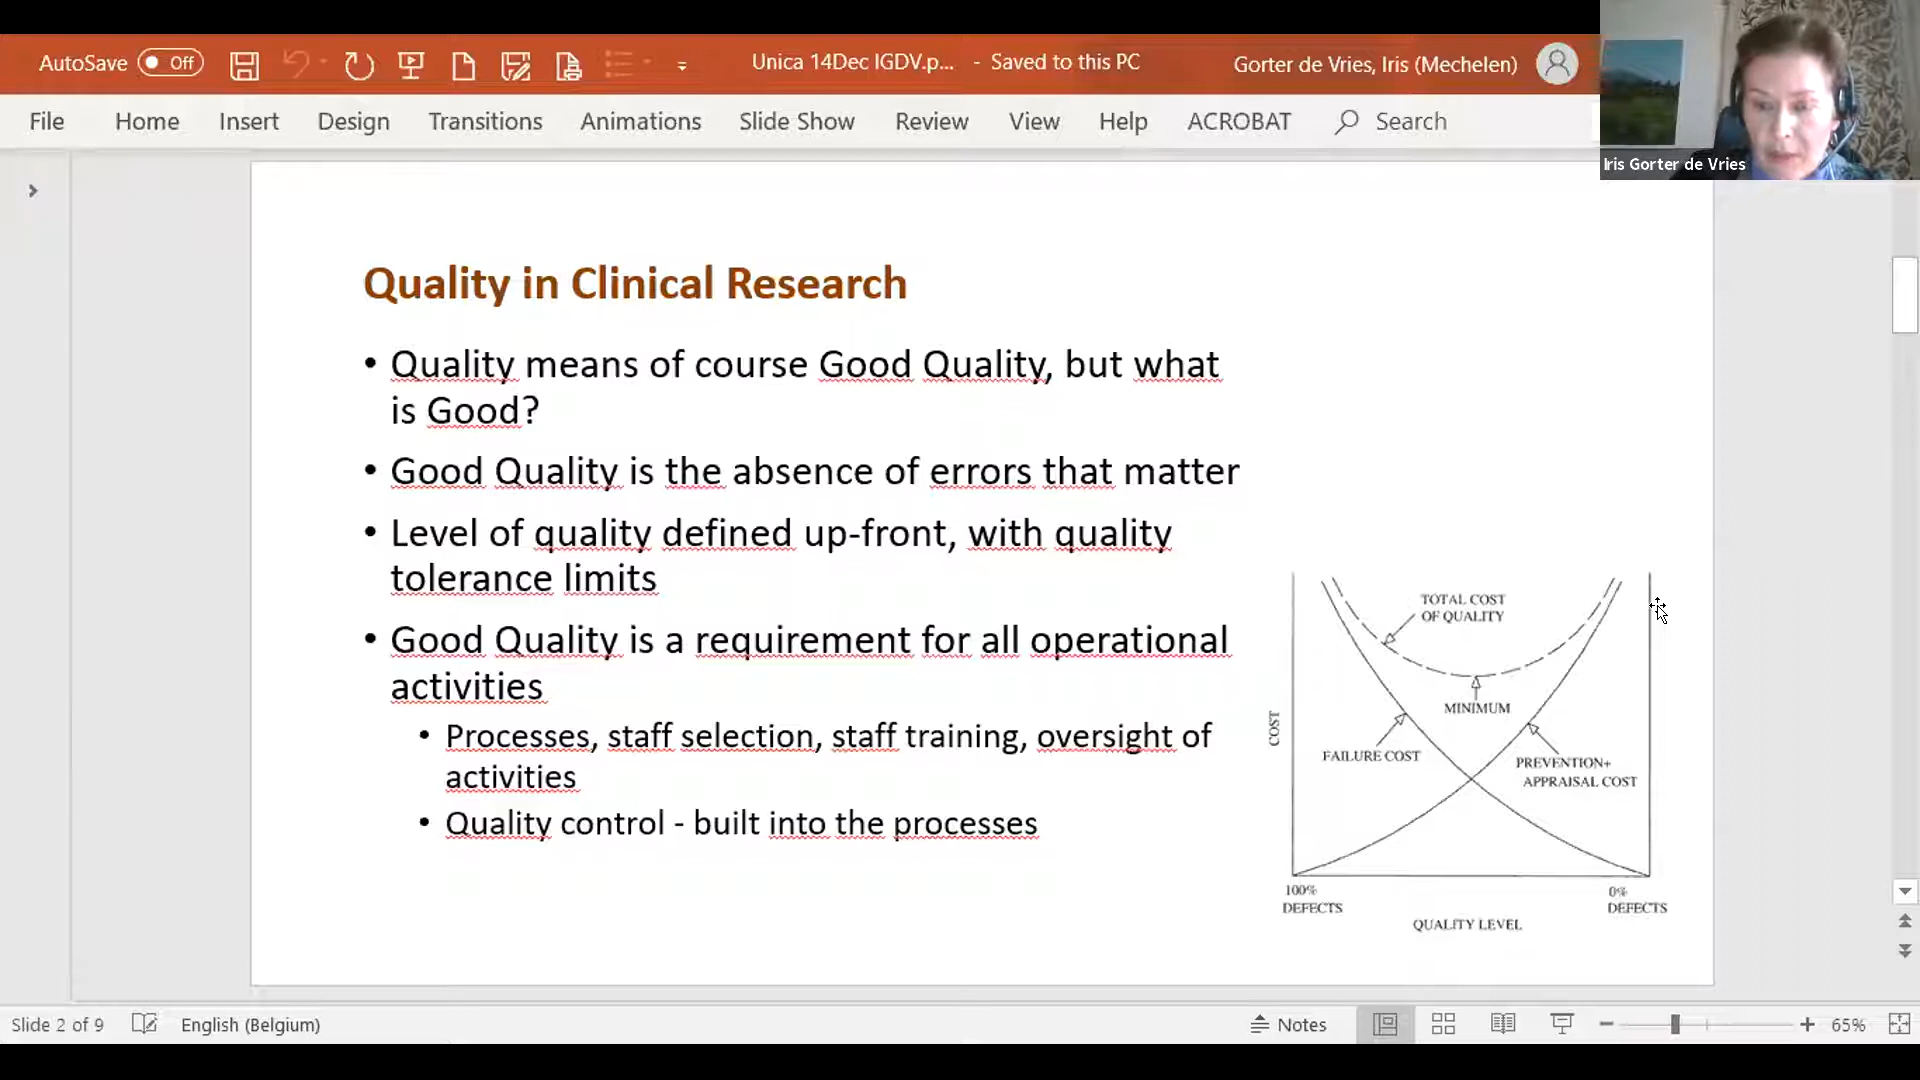 AutoSave Off Unica 14Dec IGDV.p... - Saved to this PC Gorter de Vries, Iris (Mechelen)
File Home Insert Design Transitions Animations Slide Show Review View Help ACROBAT Search
Iris Gorter de Vries
Quality in Clinical Research
• Quality means of course Good Quality, but what
is Good?
• Good Quality is the absence of errors that matter
• Level of quality defined up-front, with quality
tolerance limits
• Good Quality is a requirement for all operational
activities
• Processes, staff selection, staff training, oversight of
activities
• Quality control - built into the processes
TOTAL COST
OF QUALITY
MINIMUM
COST
FAILURE COST
PREVENTION+
APPRAISAL COST
100%
DEFECTS
0%
DEFECTS
QUALITY LEVEL
Slide 2 of 9 English (Belgium) Notes 65%